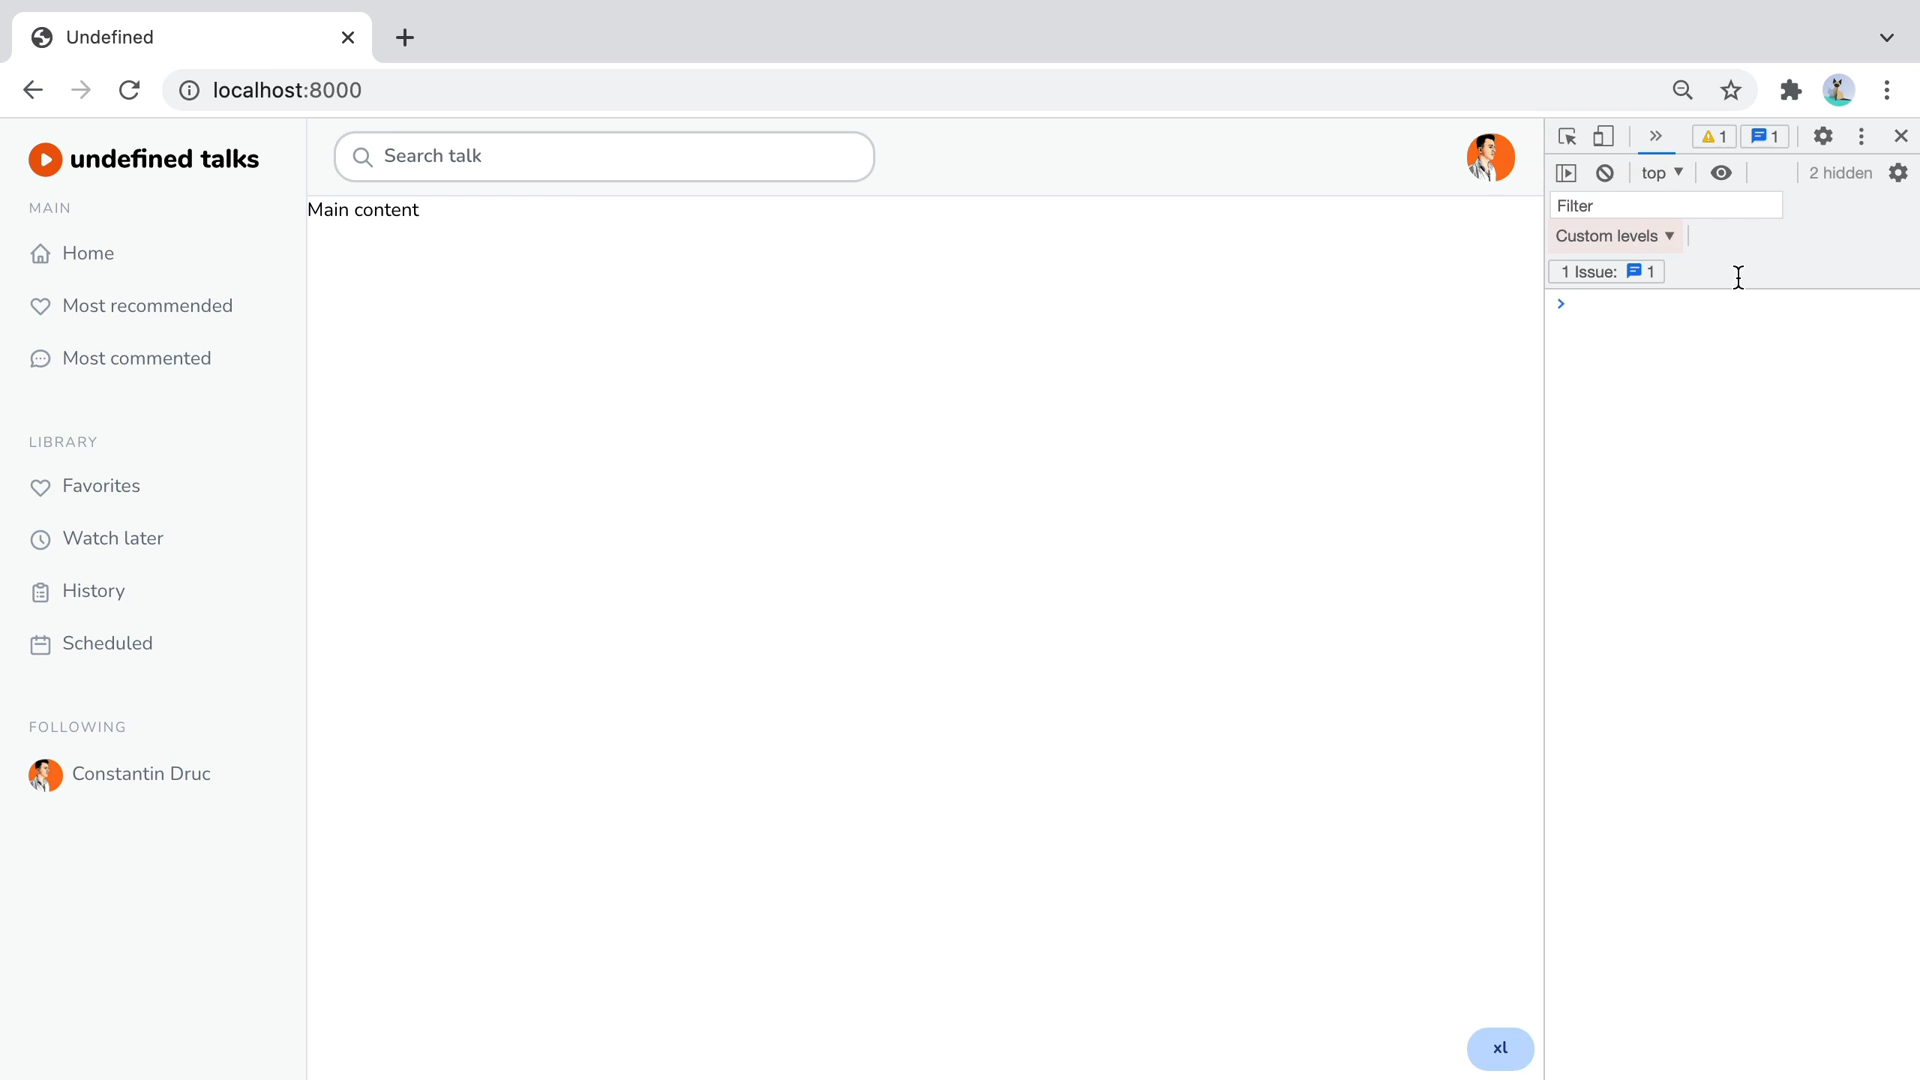 Undefined
localhost:8000
undefined talks
MAIN
Home
Most recommended
Most commented
LIBRARY
Favorites
Watch later
History
Scheduled
FOLLOWING
Constantin Druc
Search talk
Main content
xl
1
1
top
2 hidden
Filter
Custom levels
1 Issue: 1